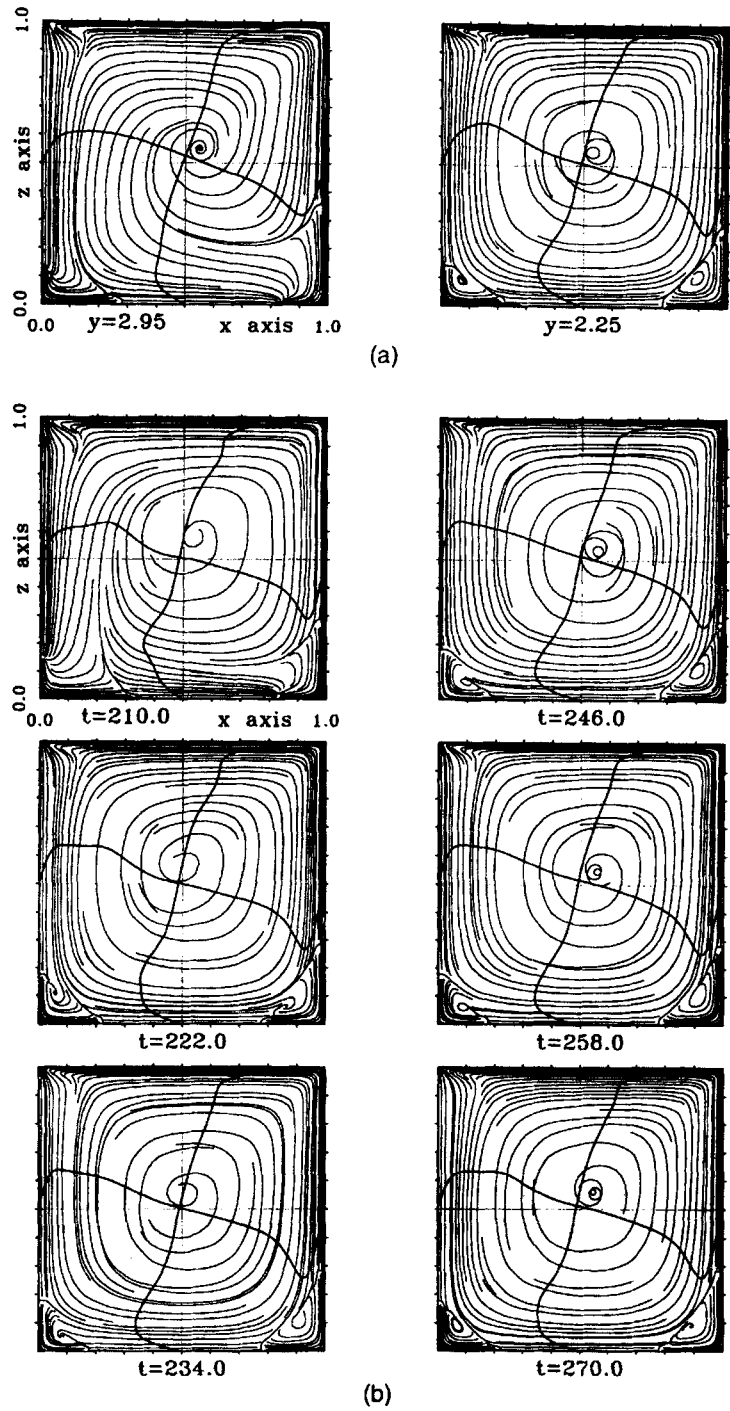 1.0
z axis
0.0
0.0 y=2.95 x axis 1.0
y=2.25
(a)
1.0
z axis
0.0
0.0 t=210.0 x axis 1.0
t=246.0
t=222.0
t=258.0
t=234.0
t=270.0
(b)